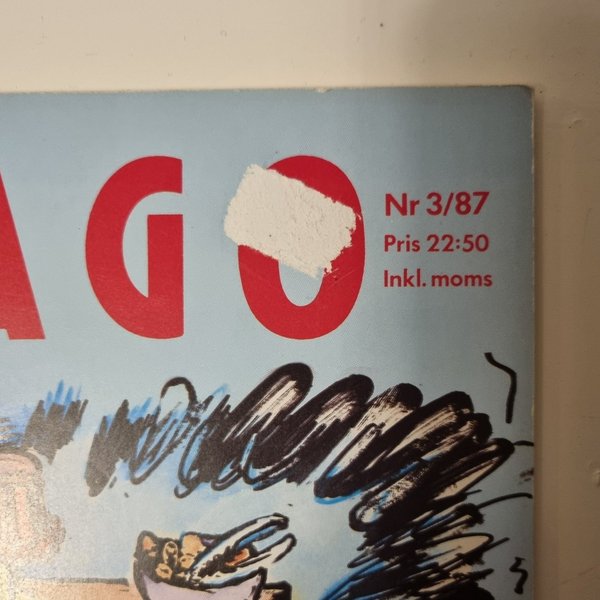 AGO
Nr 3/87
Pris 22:50
Inkl. moms